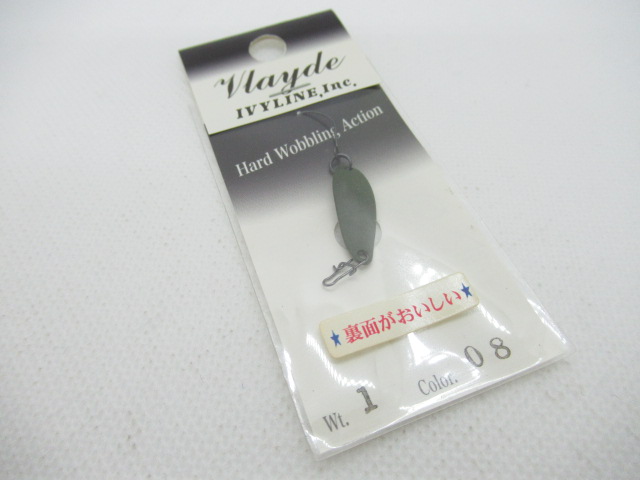 Vlayde
IVYLINE,Inc.
Hard Wobbling, Action
★裏面がおいしい★
Wt. 1 Color. 08